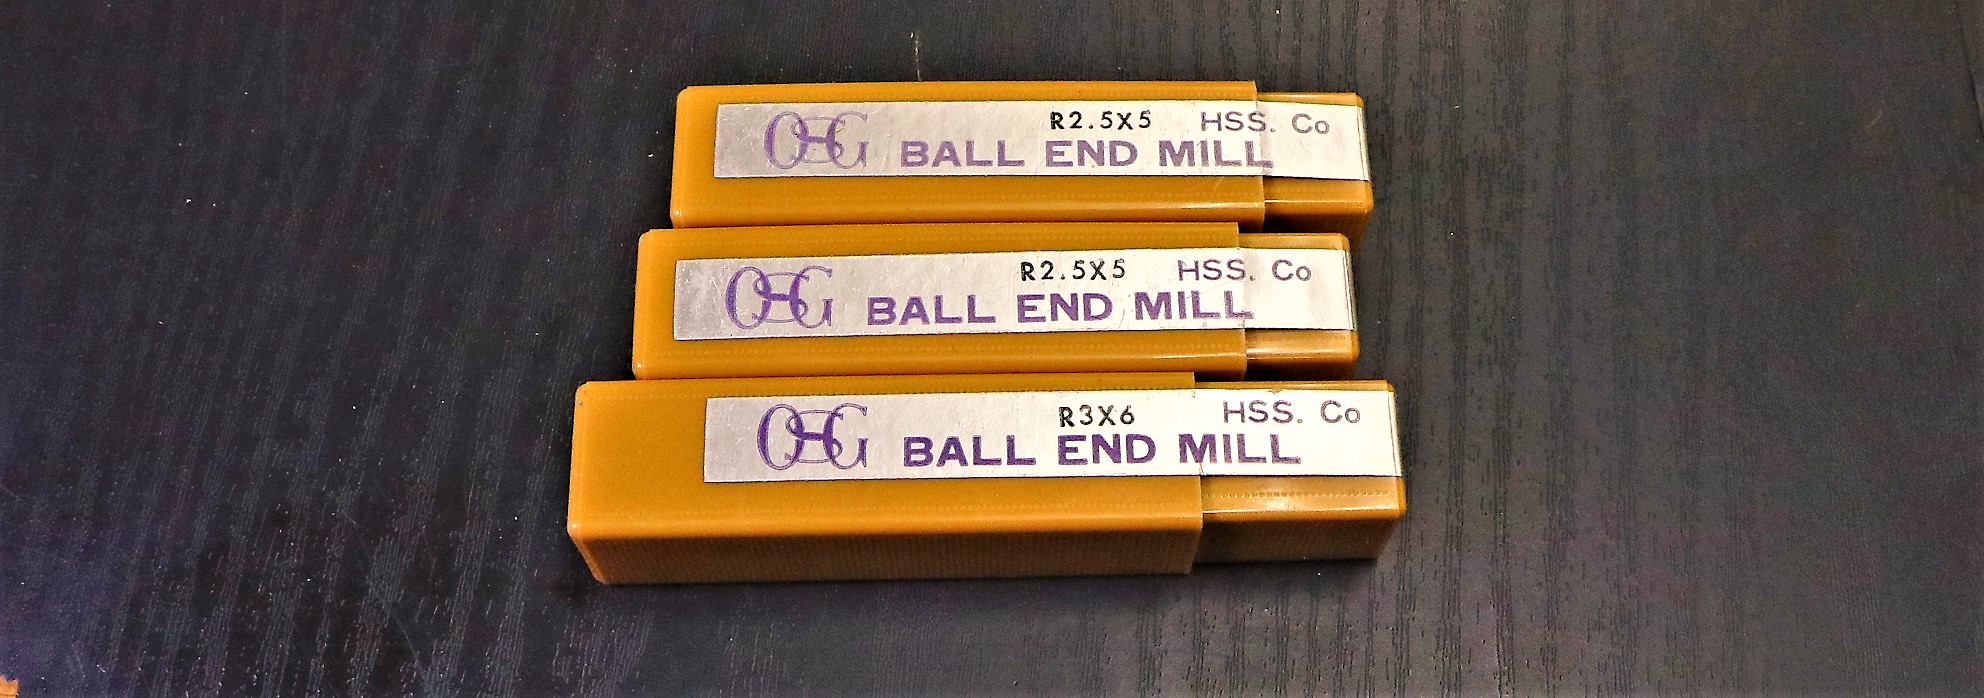 OSG R2.5X5 HSS. Co
BALL END MILL
OSG R2.5X5 HSS. Co
BALL END MILL
OSG R3X6 HSS. Co
BALL END MILL